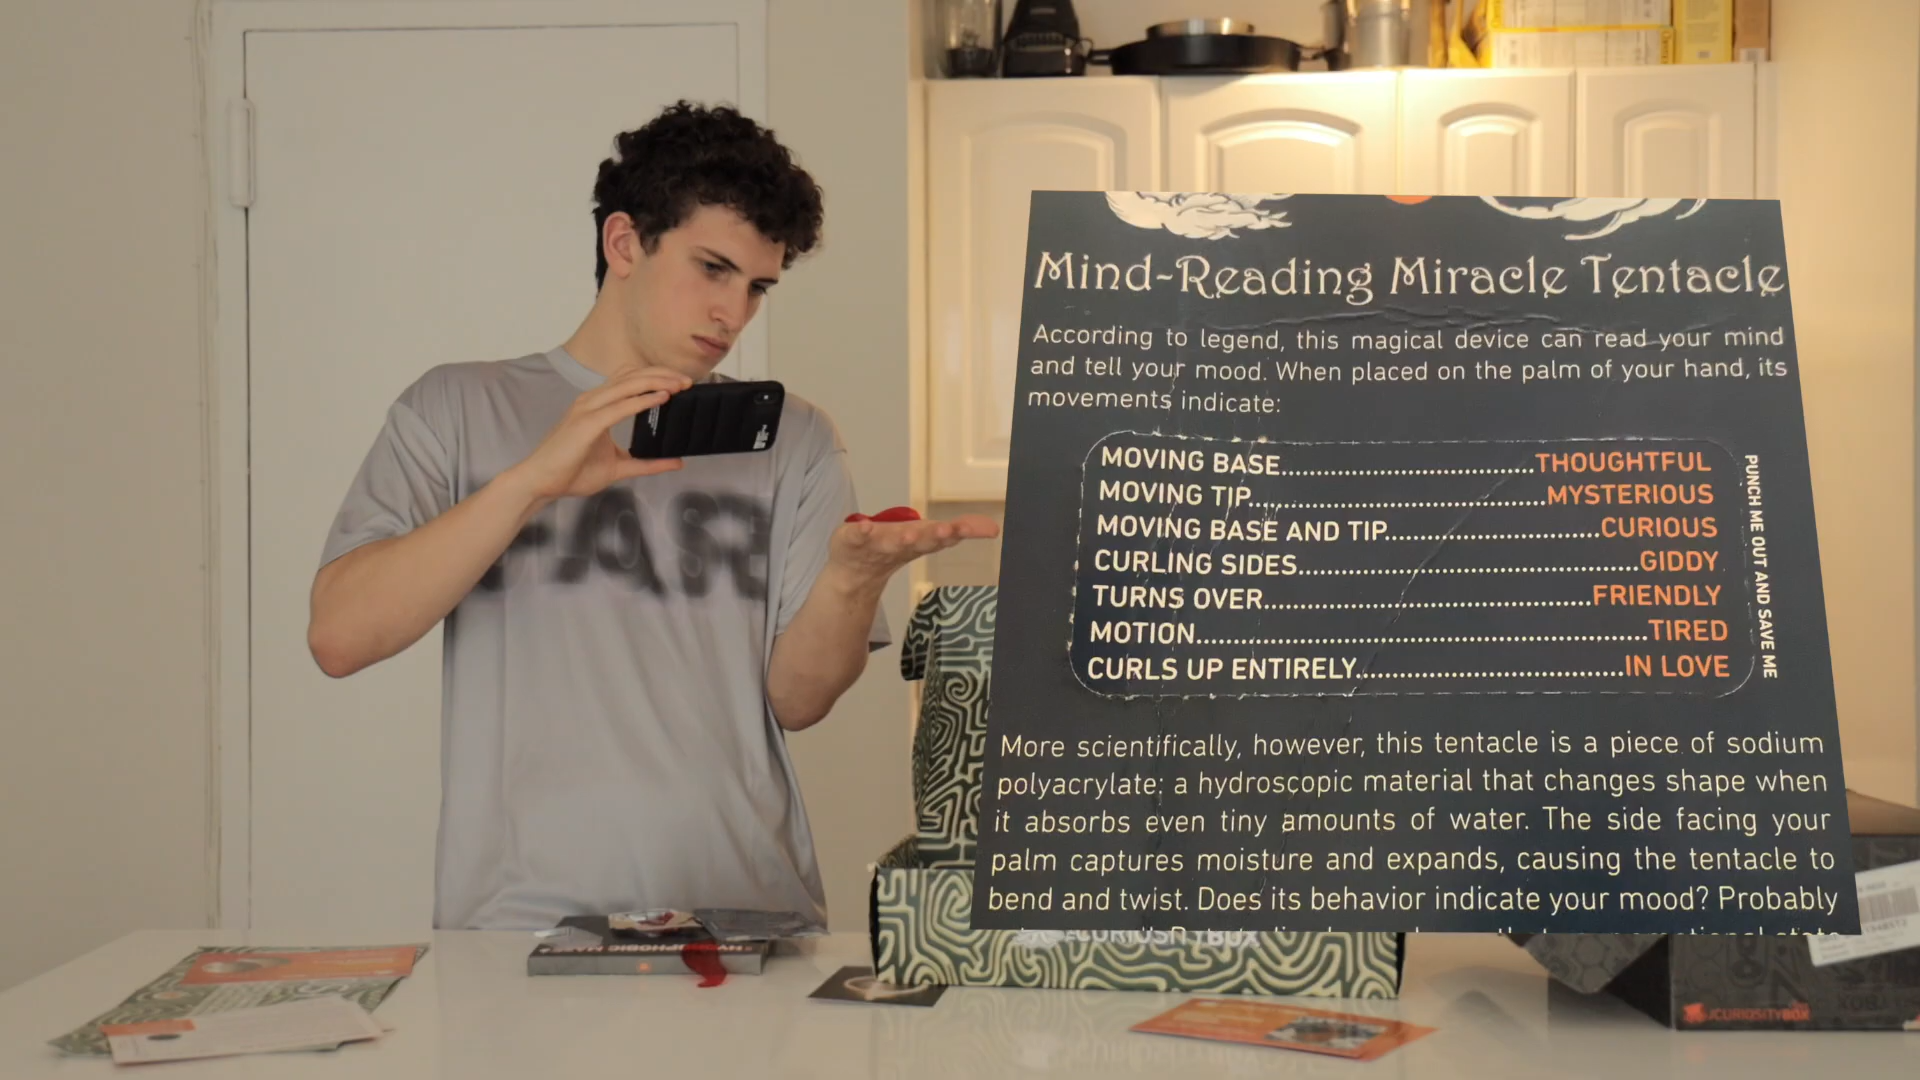 Mind-Reading Miracle Tentacle
According to legend, this magical device can read your mind
and tell your mood. When placed on the palm of your hand, its
movements indicate:
MOVING BASE..................................THOUGHTFUL
MOVING TIP.......................................MYSTERIOUS
MOVING BASE AND TIP............................CURIOUS
CURLING SIDES.............................................GIDDY
TURNS OVER...........................................FRIENDLY
MOTION...........................................................TIRED
CURLS UP ENTIRELY...................................IN LOVE
PUNCH ME OUT AND SAVE ME
More scientifically, however, this tentacle is a piece of sodium
polyacrylate: a hydroscopic material that changes shape when
it absorbs even tiny amounts of water. The side facing your
palm captures moisture and expands, causing the tentacle to
bend and twist. Does its behavior indicate your mood? Probably
CURIOSITYBOX
CURIOSITYBOX